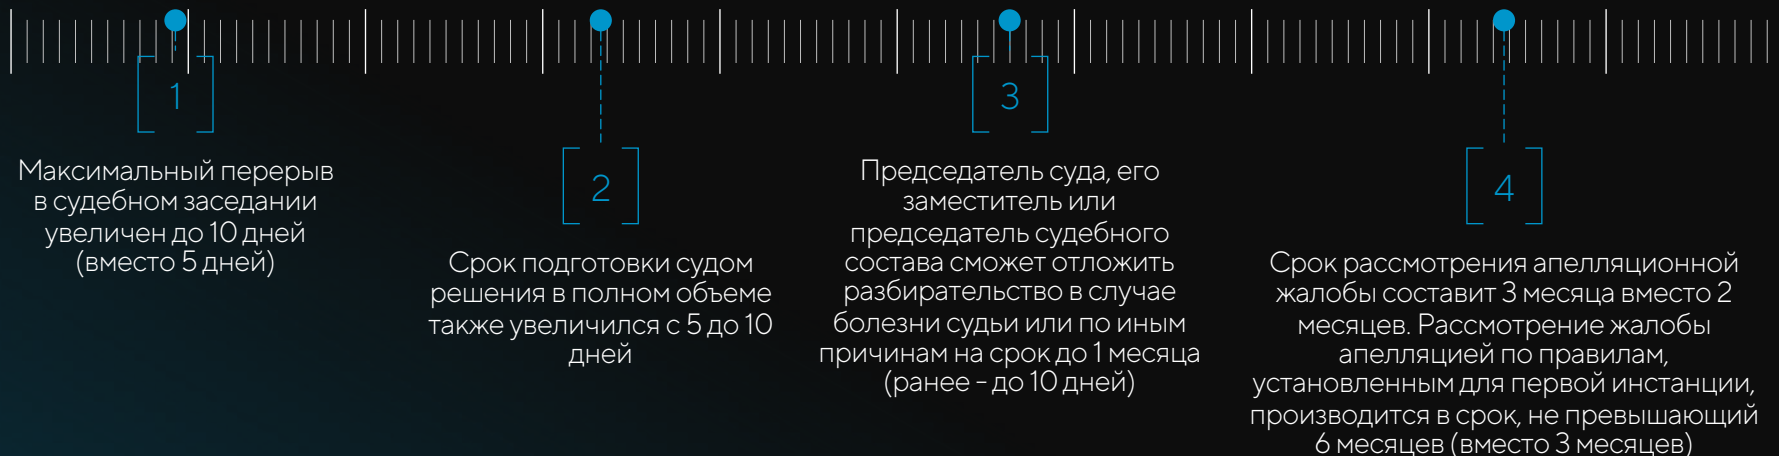 1
Максимальный перерыв
в судебном заседании
увеличен до 10 дней
(вместо 5 дней)
2
Срок подготовки судом
решения в полном объеме
также увеличился с 5 до 10
дней
3
Председатель суда, его
заместитель или
председатель судебного
состава сможет отложить
разбирательство в случае
болезни судьи или по иным
причинам на срок до 1 месяца
(ранее - до 10 дней)
4
Срок рассмотрения апелляционной
жалобы составит 3 месяца вместо 2
месяцев. Рассмотрение жалобы
апелляцией по правилам,
установленным для первой инстанции,
производится в срок, не превышающий
6 месяцев (вместо 3 месяцев)